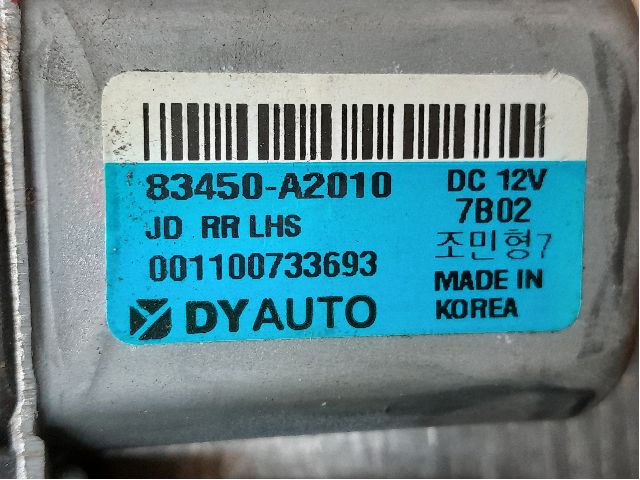 83450-A2010
DC 12V
JD RR LHS
7B02
001100733693
조민형7
DYAUTO
MADE IN
KOREA